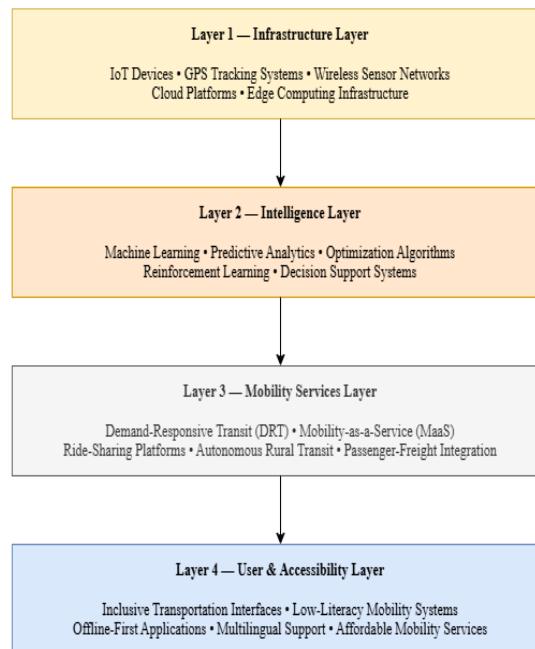 Layer 1 — Infrastructure Layer
IoT Devices • GPS Tracking Systems • Wireless Sensor Networks
Cloud Platforms • Edge Computing Infrastructure
Layer 2 — Intelligence Layer
Machine Learning • Predictive Analytics • Optimization Algorithms
Reinforcement Learning • Decision Support Systems
Layer 3 — Mobility Services Layer
Demand-Responsive Transit (DRT) • Mobility-as-a-Service (MaaS)
Ride-Sharing Platforms • Autonomous Rural Transit • Passenger-Freight Integration
Layer 4 — User & Accessibility Layer
Inclusive Transportation Interfaces • Low-Literacy Mobility Systems
Offline-First Applications • Multilingual Support • Affordable Mobility Services